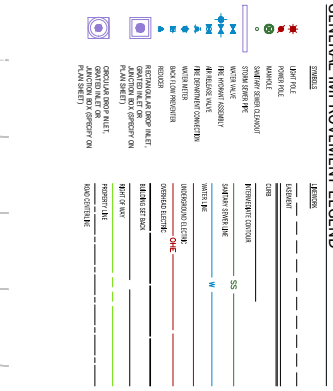 GENERAL IMPROVEMENT LEGEND
SYMBOLS
LIGHT POLE
POWER POLE
MANHOLE
SANITARY SEWER CLEANOUT
STORM SEWER PIPE
WATER VALVE
FIRE HYDRANT ASSEMBLY
AIR RELEASE VALVE
FIRE DEPARTMENT CONNECTION
WATER METER
BACK FLOW PREVENTER
REDUCER
RECTANGULAR DROP INLET,
GRATED INLET OR
JUNCTION BOX (SPECIFY ON
PLAN SHEET)
CIRCULAR DROP INLET,
GRATED INLET OR
JUNCTION BOX (SPECIFY ON
PLAN SHEET)
LINEWORK
EASEMENT
CURB
INTERMEDIATE CONTOUR
SANITARY SEWER LINE
SS
WATER LINE
W
UNDERGROUND ELECTRIC
OVERHEAD ELECTRIC
OHE
BUILDING SET BACK
RIGHT OF WAY
PROPERTY LINE
ROAD CENTERLINE